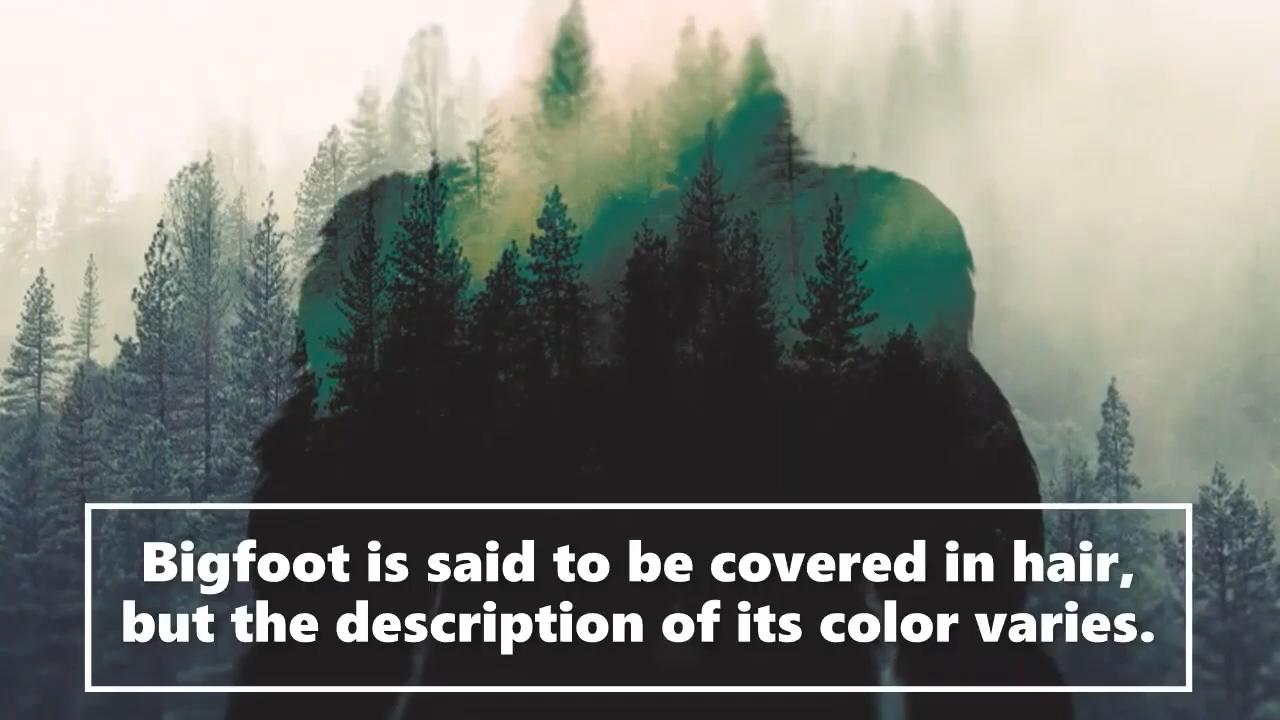 Bigfoot is said to be covered in hair,
but the description of its color varies.